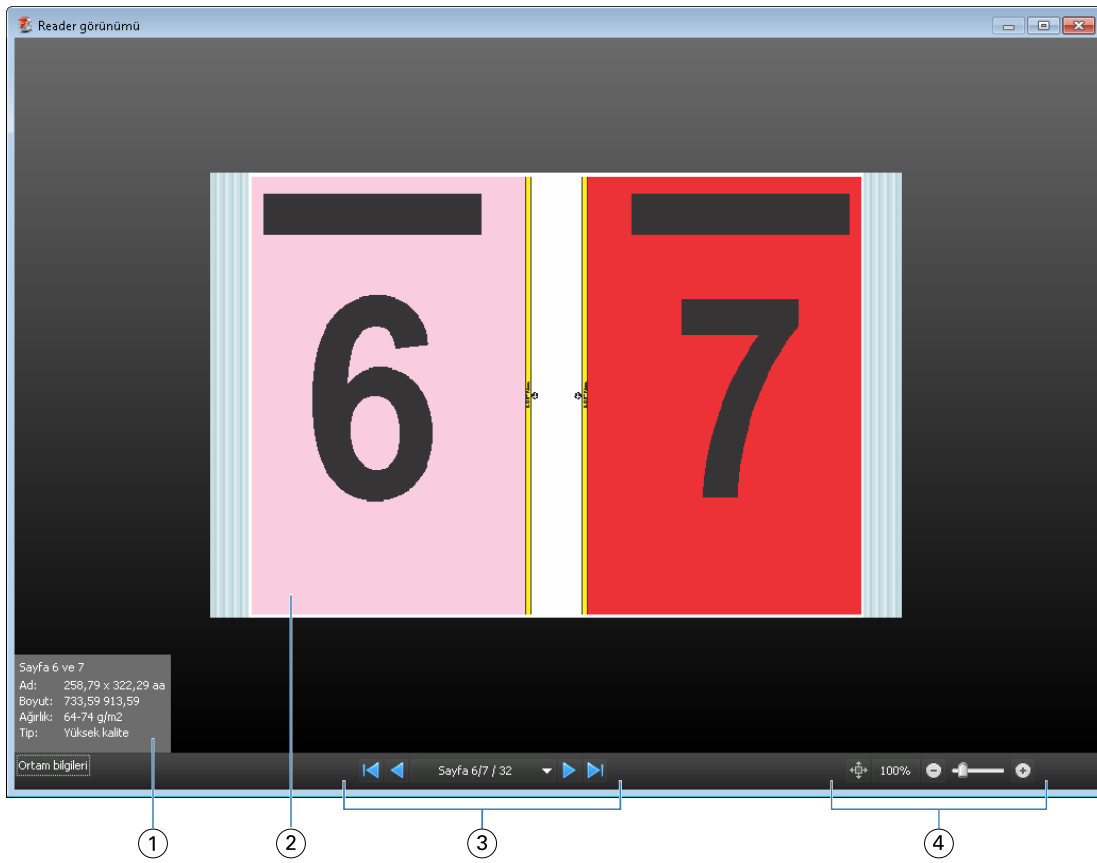 Reader görünümü
6
7
Sayfa 6 ve 7
Ad: 258,79 x 322,29 aa
Boyut: 733,59 913,59
Ağırlık: 64-74 g/m2
Tip: Yüksek kalite
Ortam bilgileri
Sayfa 6/7 / 32
100%
1
2
3
4